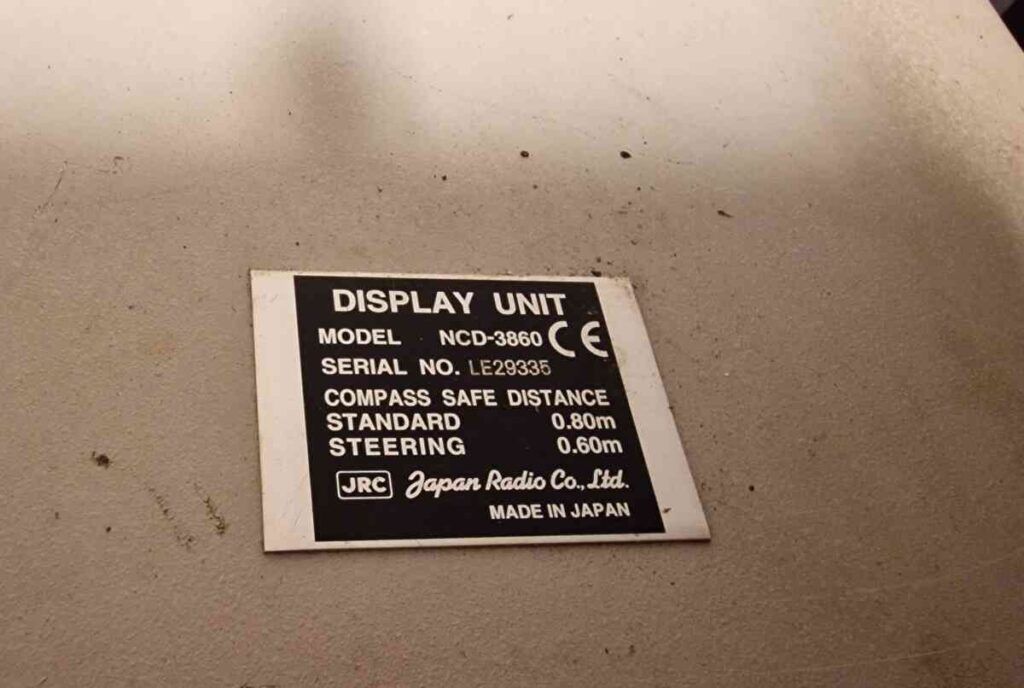 DISPLAY UNIT
MODEL NCD-3860 CE
SERIAL NO. LE29335
COMPASS SAFE DISTANCE
STANDARD 0.80m
STEERING 0.60m
JRC Japan Radio Co., Ltd.
MADE IN JAPAN